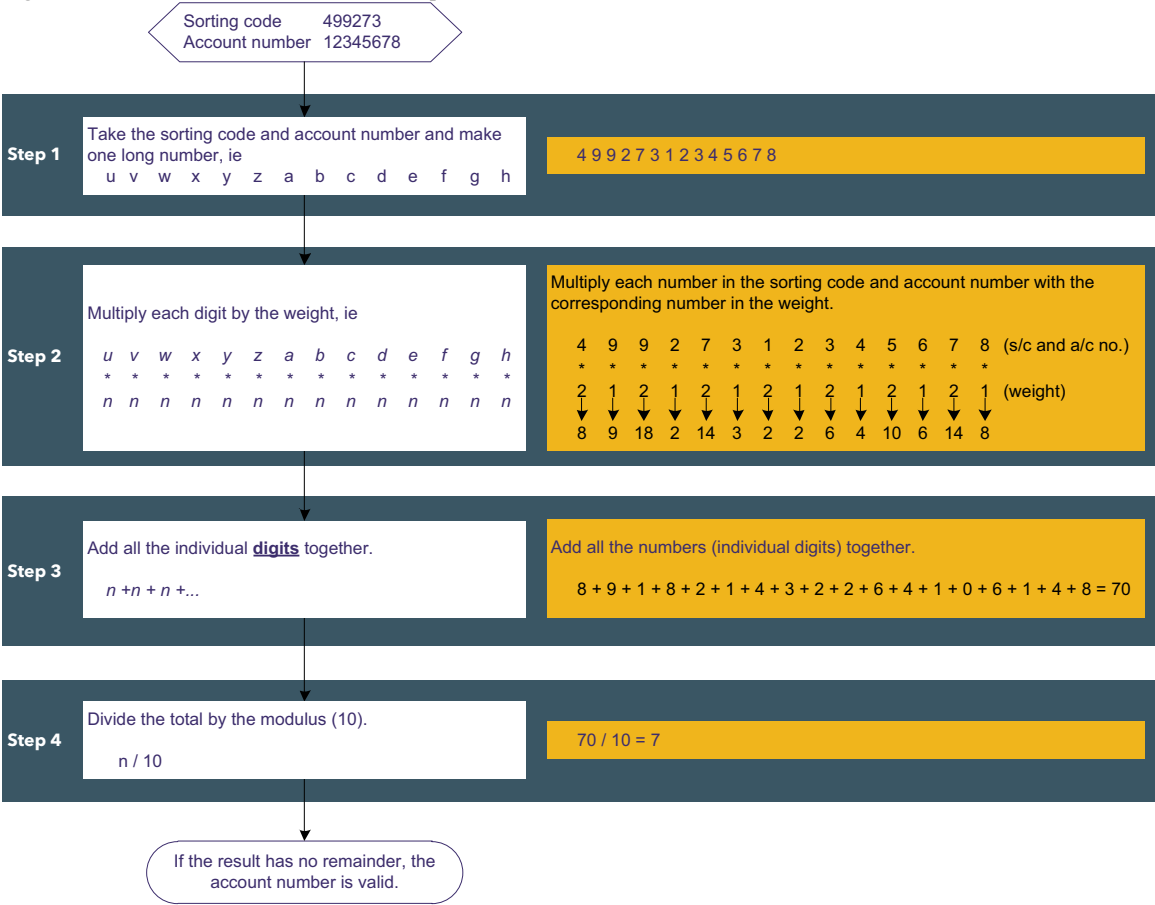 Sorting code 499273
Account number 12345678
Step 1
Take the sorting code and account number and make
one long number, ie
u v w x y z a b c d e f g h
4 9 9 2 7 3 1 2 3 4 5 6 7 8
Step 2
Multiply each digit by the weight, ie
u v w x y z a b c d e f g h
* * * * * * * * * * * * * *
n n n n n n n n n n n n n n
Multiply each number in the sorting code and account number with the
corresponding number in the weight.
4 9 9 2 7 3 1 2 3 4 5 6 7 8 (s/c and a/c no.)
* * * * * * * * * * * * * *
2 1 2 1 2 1 2 1 2 1 2 1 2 1 (weight)
8 9 18 2 14 3 2 2 6 4 10 6 14 8
Step 3
Add all the individual digits together.
n +n + n +...
Add all the numbers (individual digits) together.
8 + 9 + 1 + 8 + 2 + 1 + 4 + 3 + 2 + 2 + 6 + 4 + 1 + 0 + 6 + 1 + 4 + 8 = 70
Step 4
Divide the total by the modulus (10).
n / 10
70 / 10 = 7
If the result has no remainder, the
account number is valid.